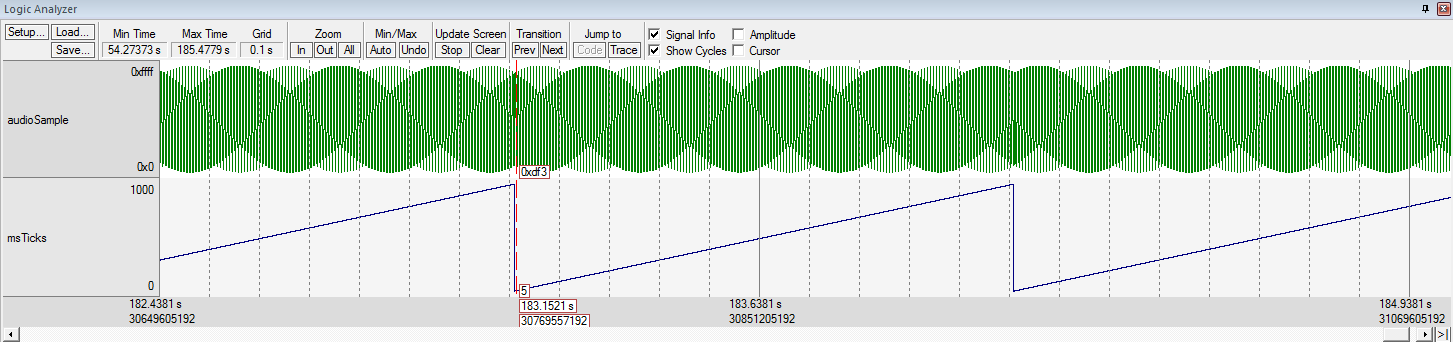 Logic Analyzer
Setup... Load... Min Time Max Time Grid Zoom Min/Max Update Screen Transition Jump to Signal Info Amplitude
Save... 54.27373 s 185.4779 s 0.1 s In Out All Auto Undo Stop Clear Prev Next Code Trace Show Cycles Cursor
0xffff
audioSample
0x0
0xdf3
1000
msTicks
0
5
182.4381 s 183.1521 s 183.6381 s 184.9381 s
30649605192 30769557192 30851205192 31069605192
>|